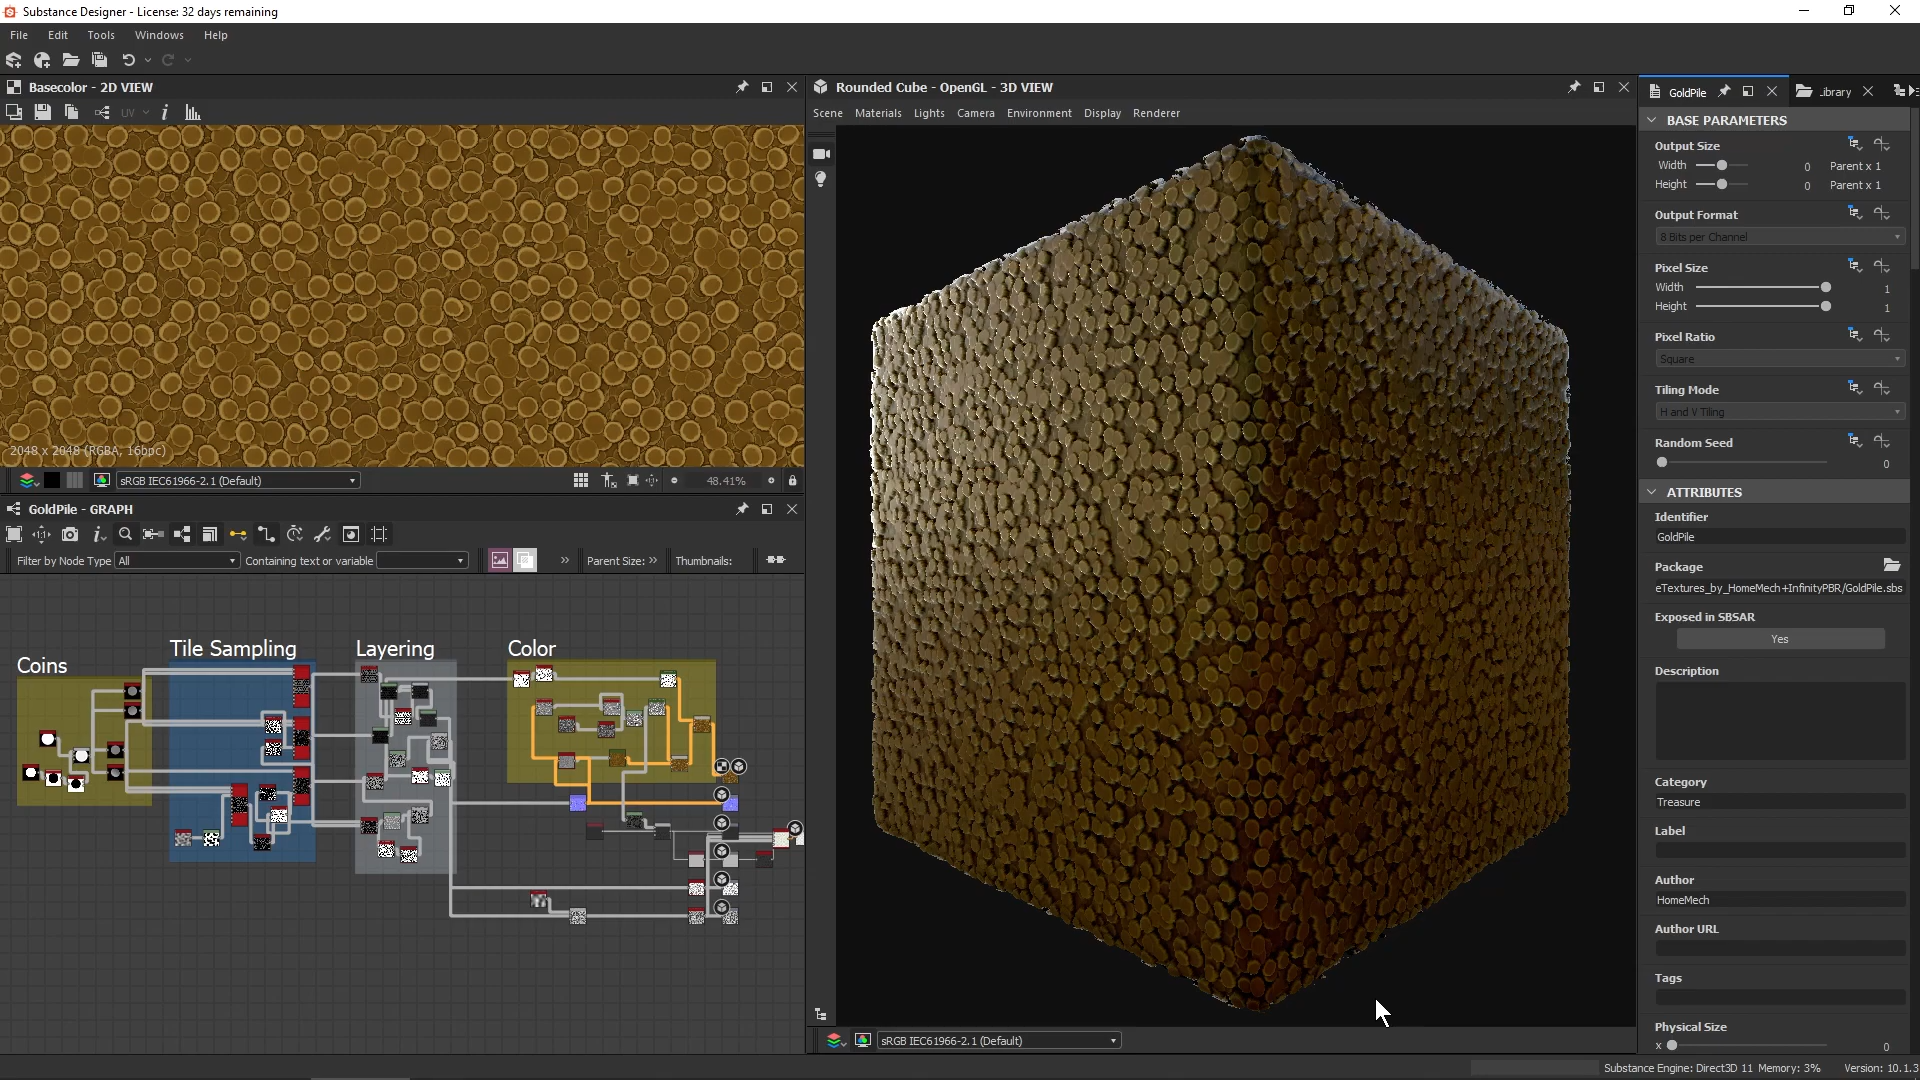 Substance Designer - License: 32 days remaining
File Edit Tools Windows Help
Basecolor - 2D VIEW
UV
2048 x 2048 (RGBA, 16bpc)
sRGB IEC61966-2.1 (Default)
48.41%
GoldPile - GRAPH
Filter by Node Type All Containing text or variable Parent Size: Thumbnails:
Coins
Tile Sampling
Layering
Color
Rounded Cube - OpenGL - 3D VIEW
Scene Materials Lights Camera Environment Display Renderer
sRGB IEC61966-2.1 (Default)
GoldPile Library
BASE PARAMETERS
Output Size
Width 0 Parent x 1
Height 0 Parent x 1
Output Format
8 Bits per Channel
Pixel Size
Width 1
Height 1
Pixel Ratio
Square
Tiling Mode
H and V Tiling
Random Seed
0
ATTRIBUTES
Identifier
GoldPile
Package
eTextures_by_HomeMech+InfinityPBR/GoldPile.sbs
Exposed in SBSAR
Yes
Description
Category
Treasure
Label
Author
HomeMech
Author URL
Tags
Physical Size
x 0
Substance Engine: Direct3D 11 Memory: 3% Version: 10.1.3